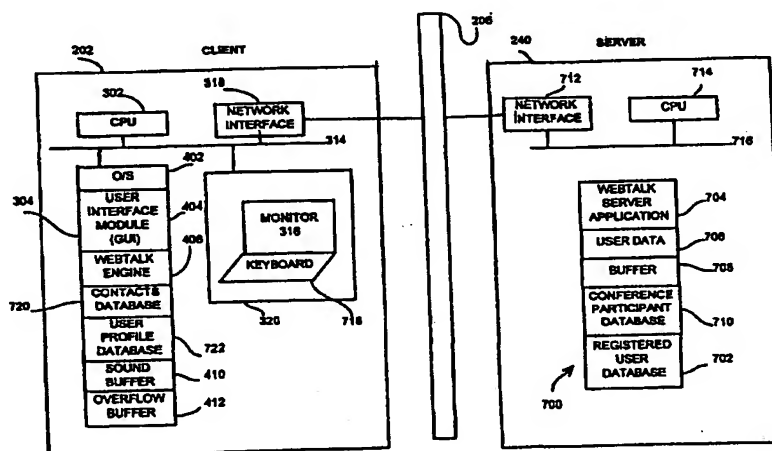 206
202
CLIENT
240
SERVER
302
318
712
714
CPU
NETWORK
INTERFACE
NETWORK
INTERFACE
CPU
314
716
402
O/S
304
USER
INTERFACE
MODULE
(GUI)
404
WEBTALK
ENGINE
406
720
CONTACTS
DATABASE
USER
PROFILE
DATABASE
722
SOUND
BUFFER
410
OVERFLOW
BUFFER
412
MONITOR
316
KEYBOARD
320
718
WEBTALK
SERVER
APPLICATION
704
USER DATA
706
BUFFER
708
CONFERENCE
PARTICIPANT
DATABASE
710
REGISTERED
USER
DATABASE
702
700